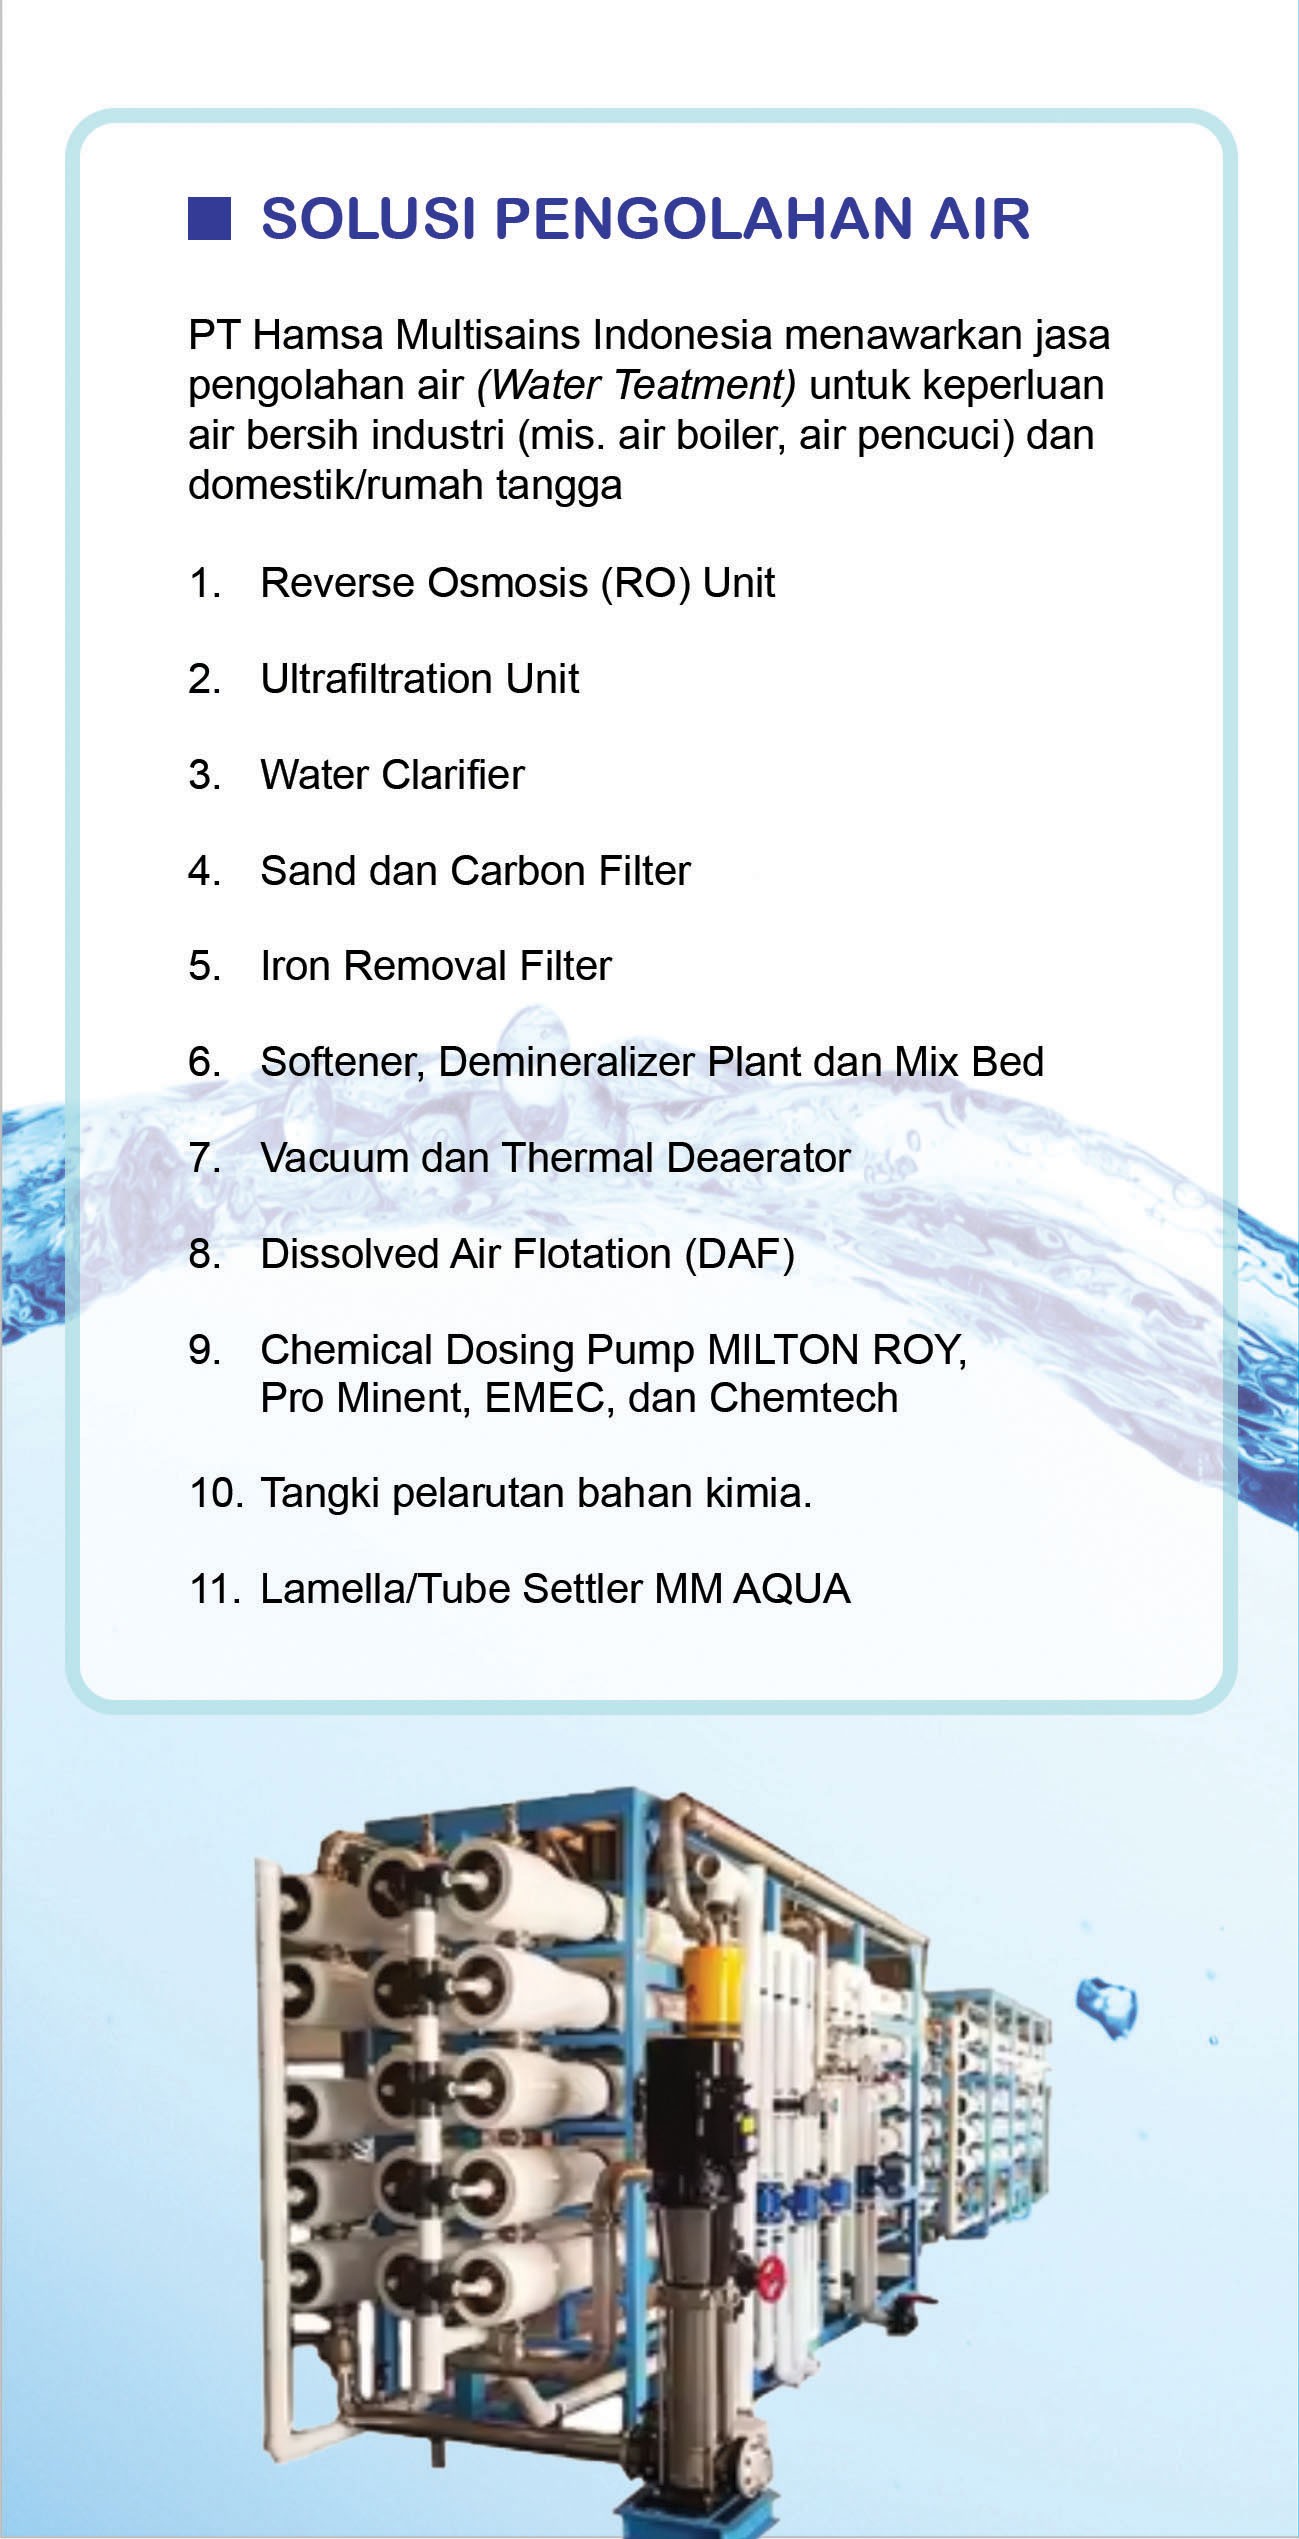 SOLUSI PENGOLAHAN AIR
PT Hamsa Multisains Indonesia menawarkan jasa
pengolahan air (Water Teatment) untuk keperluan
air bersih industri (mis. air boiler, air pencuci) dan
domestik/rumah tangga
1. Reverse Osmosis (RO) Unit
2. Ultrafiltration Unit
3. Water Clarifier
4. Sand dan Carbon Filter
5. Iron Removal Filter
6. Softener, Demineralizer Plant dan Mix Bed
7. Vacuum dan Thermal Deaerator
8. Dissolved Air Flotation (DAF)
9. Chemical Dosing Pump MILTON ROY,
Pro Minent, EMEC, dan Chemtech
10. Tangki pelarutan bahan kimia.
11. Lamella/Tube Settler MM AQUA